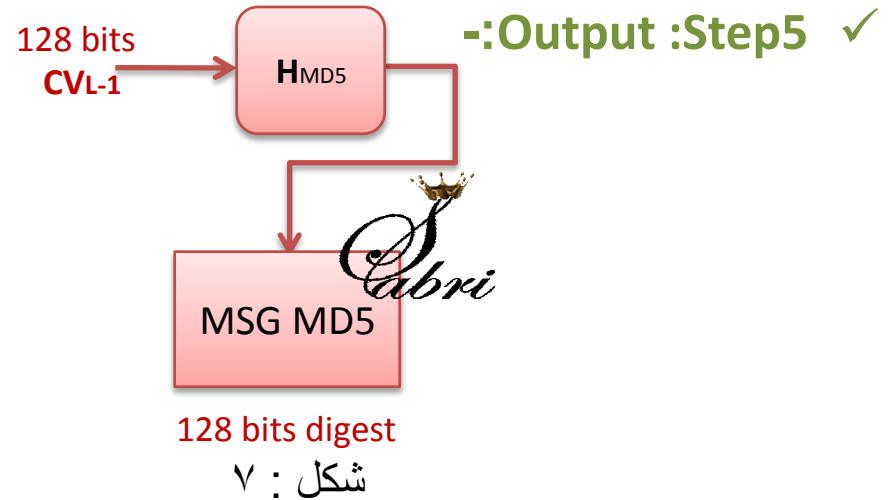 -:Output :Step5 ✓
128 bits
CVL-1
HMD5
Sabri
MSG MD5
128 bits digest
شكل : ٧